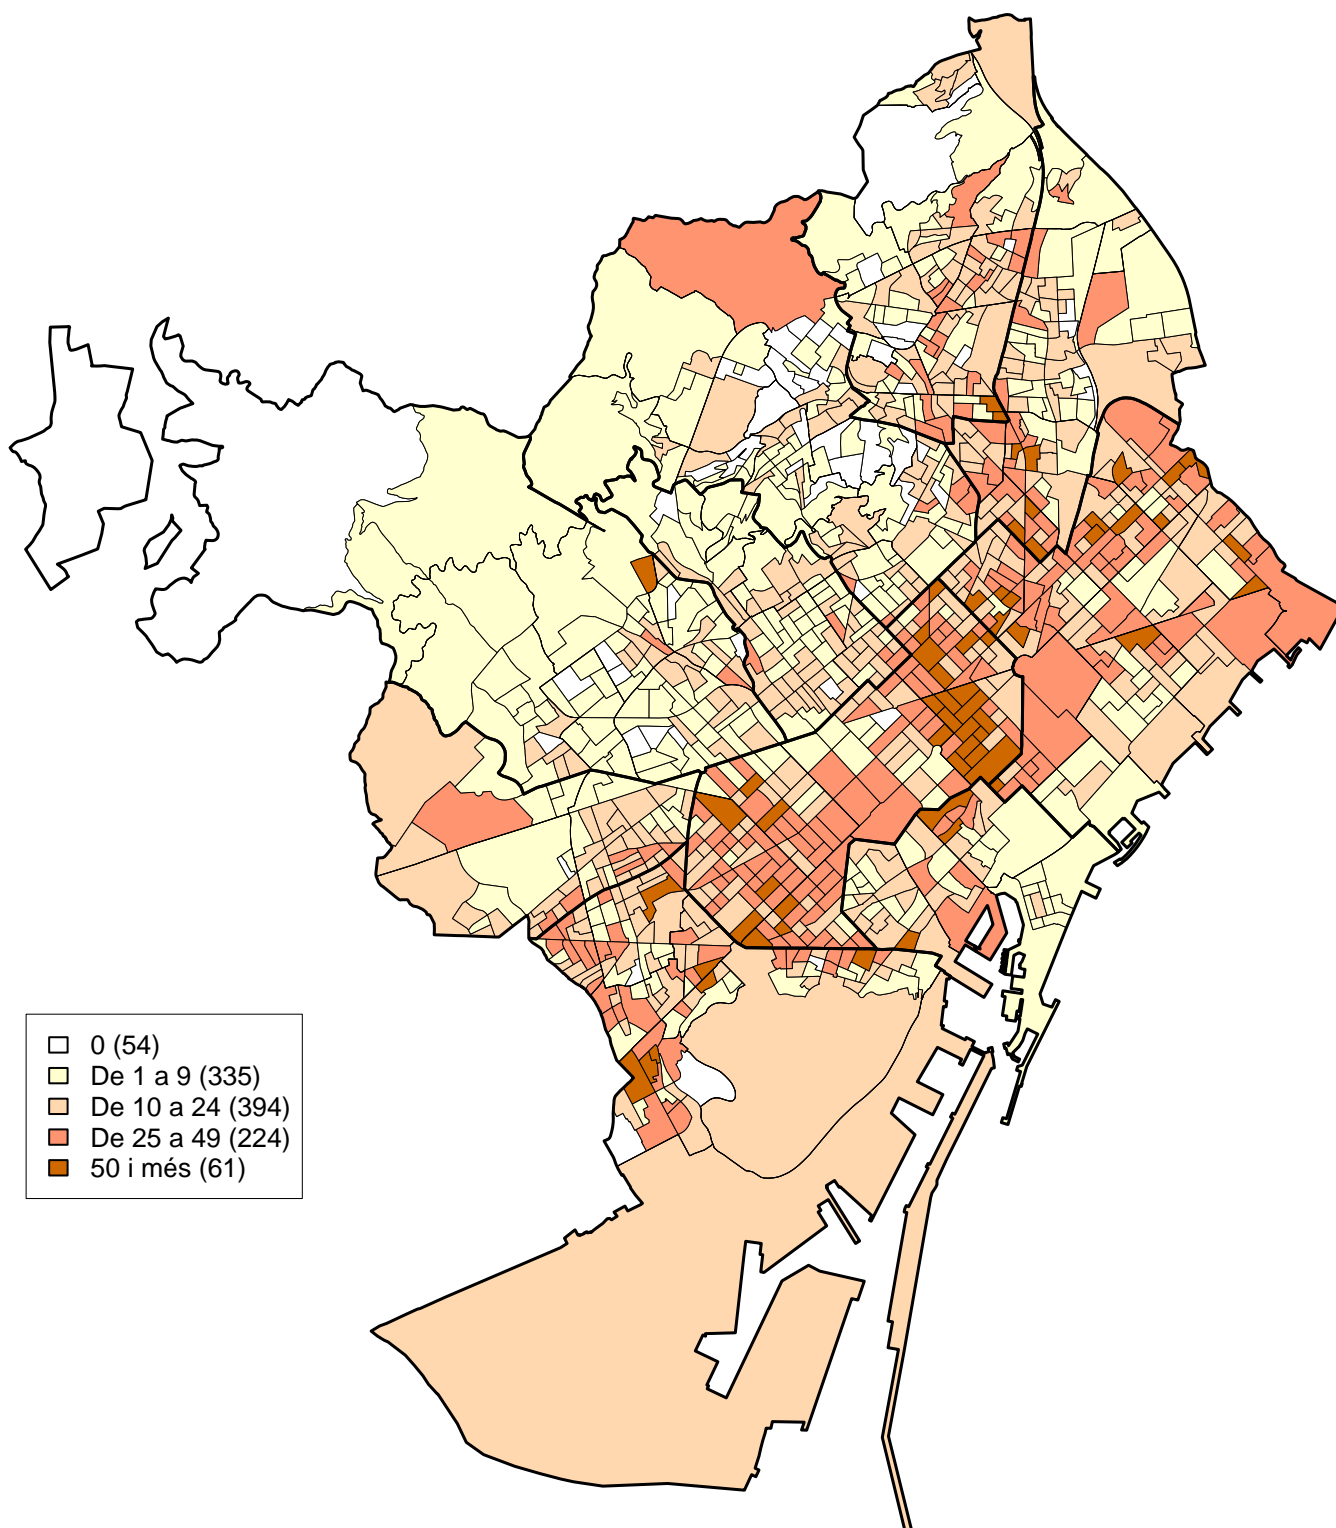 0 (54)
De 1 a 9 (335)
De 10 a 24 (394)
De 25 a 49 (224)
50 i més (61)